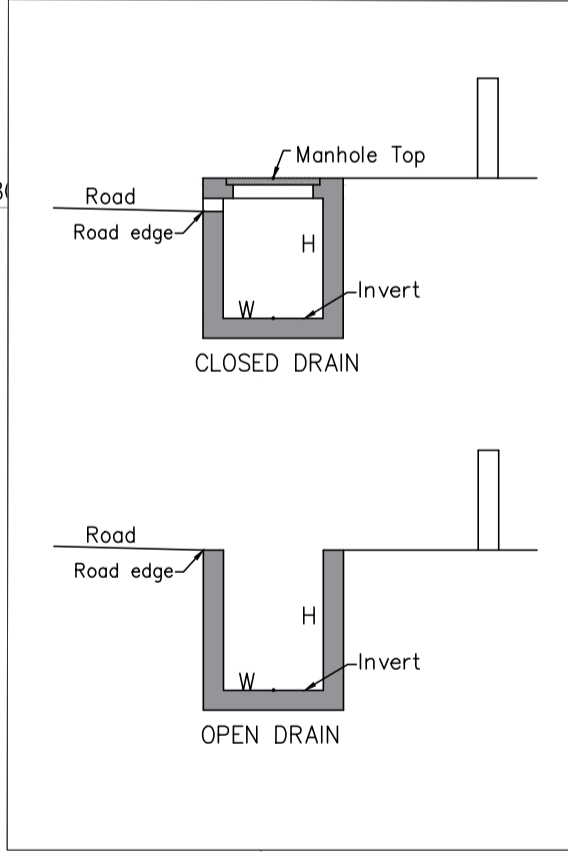 Manhole Top
Road
Road edge
H
Invert
W
CLOSED DRAIN
Road
Road edge
H
Invert
W
OPEN DRAIN